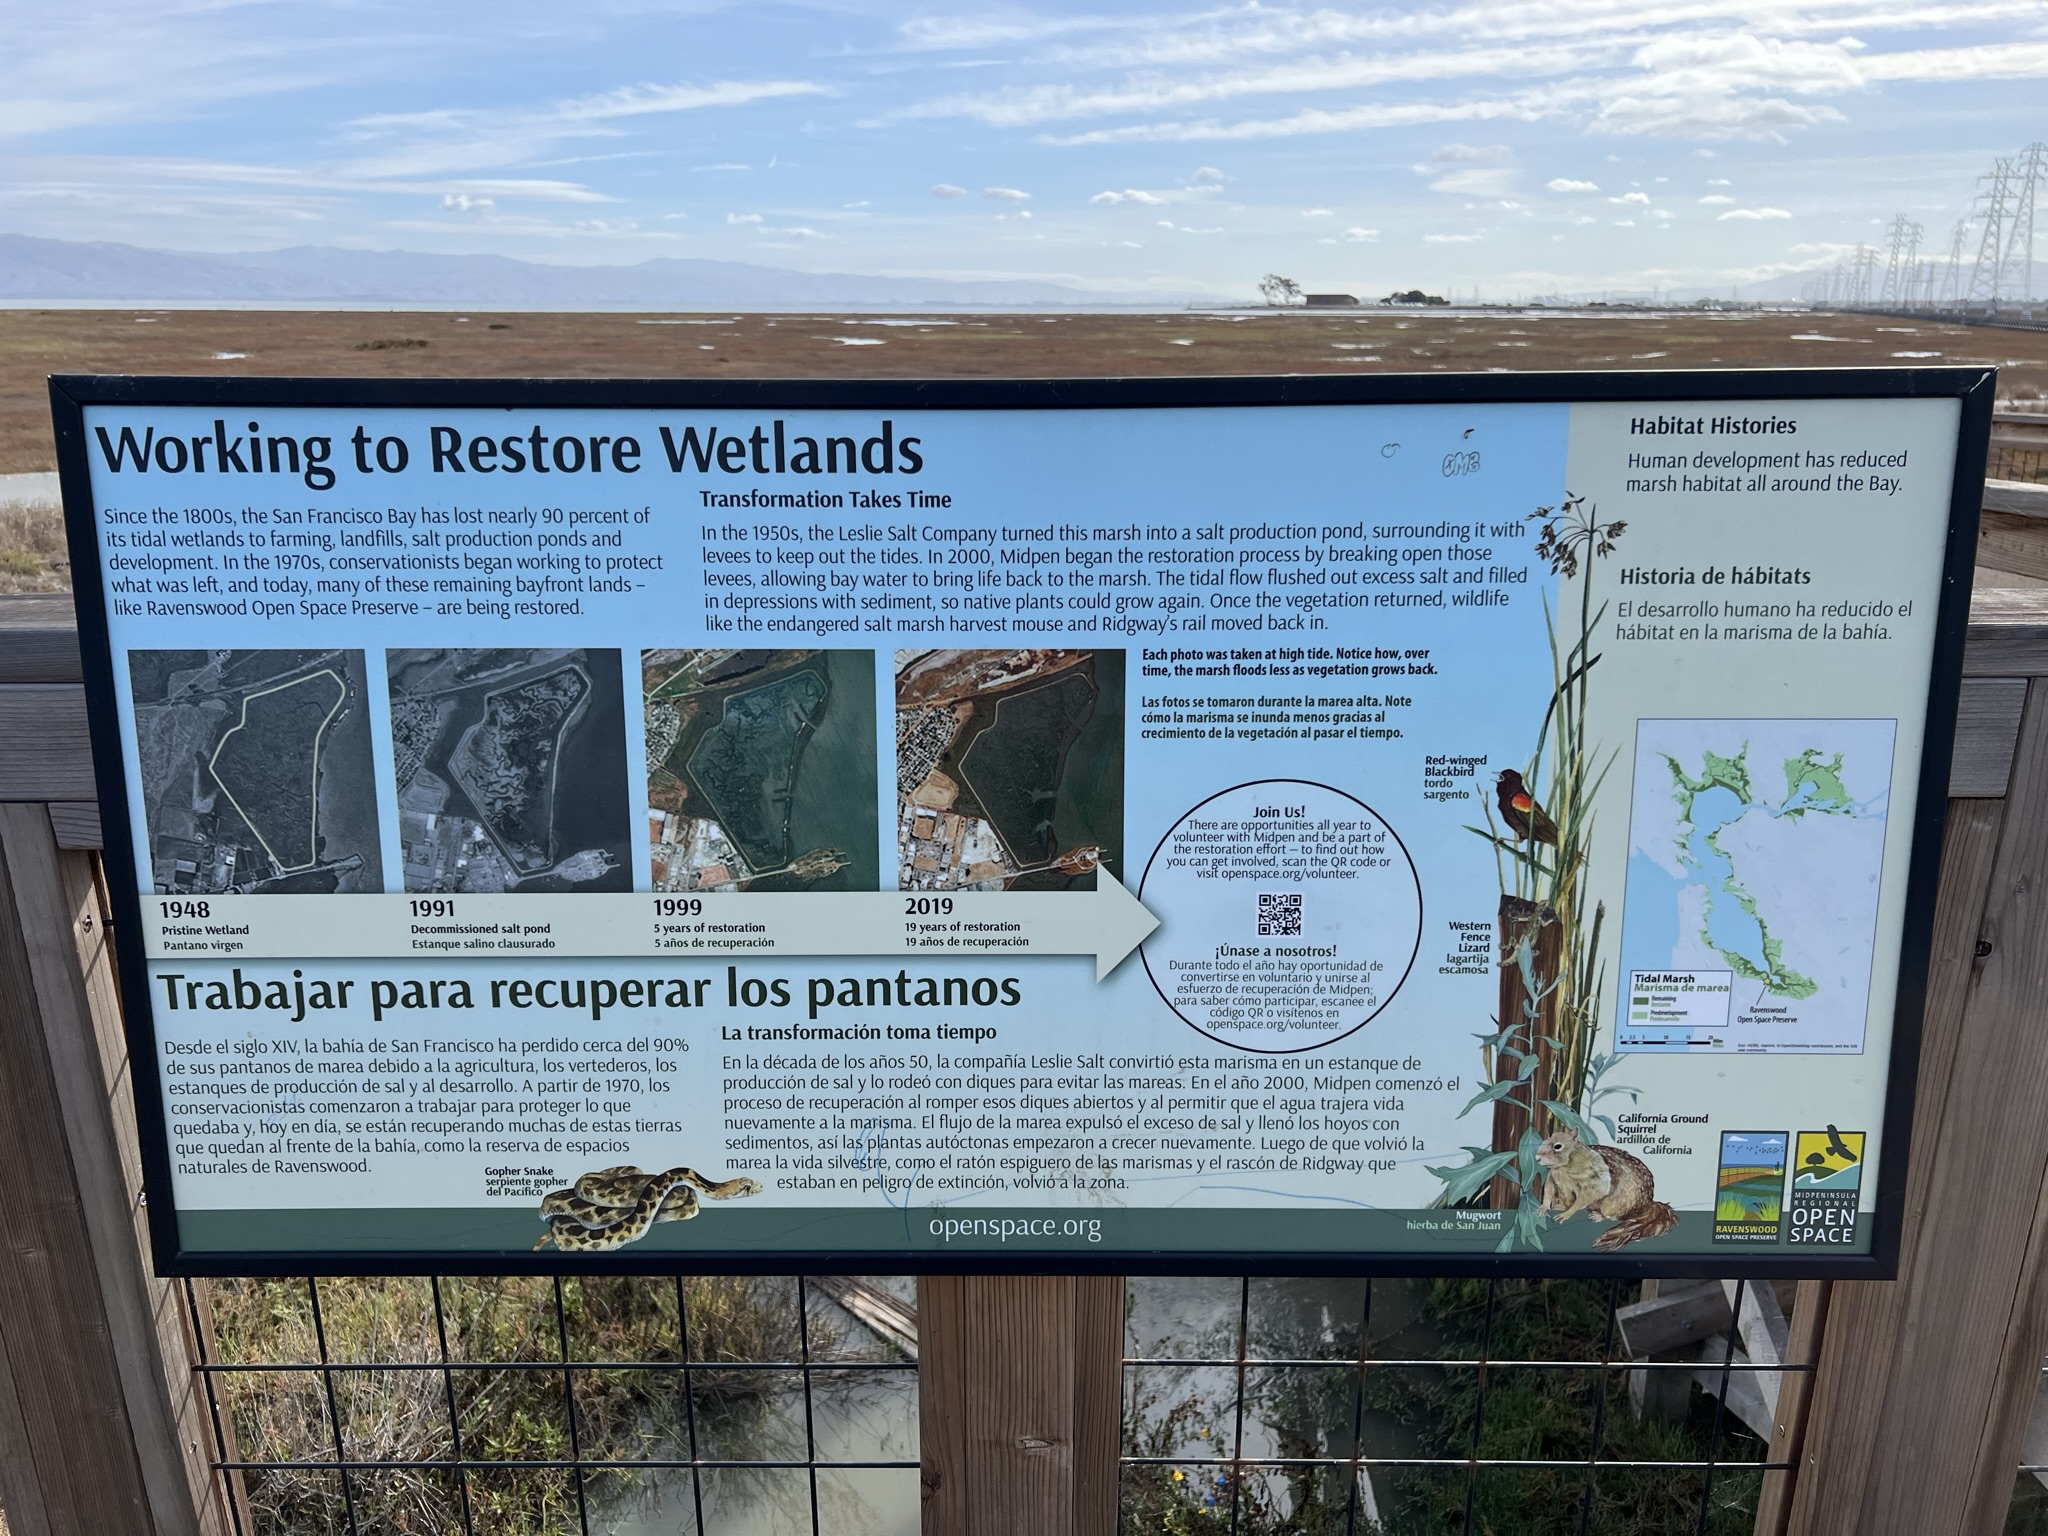 Working to Restore Wetlands
Since the 1800s, the San Francisco Bay has lost nearly 90 percent of
its tidal wetlands to farming, landfills, salt production ponds and
development. In the 1970s, conservationists began working to protect
what was left, and today, many of these remaining bayfront lands –
like Ravenswood Open Space Preserve – are being restored.
Transformation Takes Time
In the 1950s, the Leslie Salt Company turned this marsh into a salt production pond, surrounding it with
levees to keep out the tides. In 2000, Midpen began the restoration process by breaking open those
levees, allowing bay water to bring life back to the marsh. The tidal flow flushed out excess salt and filled
in depressions with sediment, so native plants could grow again. Once the vegetation returned, wildlife
like the endangered salt marsh harvest mouse and Ridgway's rail moved back in.
Each photo was taken at high tide. Notice how, over
time, the marsh floods less as vegetation grows back.
Las fotos se tomaron durante la marea alta. Note
cómo la marisma se inunda menos gracias al
crecimiento de la vegetación al pasar el tiempo.
1948
Pristine Wetland
Pantano virgen
1991
Decommissioned salt pond
Estanque salino clausurado
1999
5 years of restoration
5 años de recuperación
2019
19 years of restoration
19 años de recuperación
Join Us!
There are opportunities all year to
volunteer with Midpen and be a part of
the restoration effort – to find out how
you can get involved, scan the QR code or
visit openspace.org/volunteer.
¡Únase a nosotros!
Durante todo el año hay oportunidad de
convertirse en voluntario y unirse al
esfuerzo de recuperación de Midpen;
para saber cómo participar, escanee el
código QR o visítenos en
openspace.org/volunteer.
Trabajar para recuperar los pantanos
Desde el siglo XIV, la bahía de San Francisco ha perdido cerca del 90%
de sus pantanos de marea debido a la agricultura, los vertederos, los
estanques de producción de sal y al desarrollo. A partir de 1970, los
conservacionistas comenzaron a trabajar para proteger lo que
quedaba y, hoy en día, se están recuperando muchas de estas tierras
que quedan al frente de la bahía, como la reserva de espacios
naturales de Ravenswood.
La transformación toma tiempo
En la década de los años 50, la compañía Leslie Salt convirtió esta marisma en un estanque de
producción de sal y lo rodeó con diques para evitar las mareas. En el año 2000, Midpen comenzó el
proceso de recuperación al romper esos diques abiertos y al permitir que el agua trajera vida
nuevamente a la marisma. El flujo de la marea expulsó el exceso de sal y llenó los hoyos con
sedimentos, así las plantas autóctonas empezaron a crecer nuevamente. Luego de que volvió la
marea la vida silvestre, como el ratón espiguero de las marismas y el rascón de Ridgway que
estaban en peligro de extinción, volvió a la zona.
Gopher Snake
serpiente gopher
del Pacífico
openspace.org
Red-winged
Blackbird
tordo
sargento
Western
Fence
Lizard
lagartija
escamosa
California Ground
Squirrel
ardillón de
California
Mugwort
hierba de San Juan
Habitat Histories
Human development has reduced
marsh habitat all around the Bay.
Historia de hábitats
El desarrollo humano ha reducido el
hábitat en la marisma de la bahía.
Tidal Marsh
Marisma de marea
Remaining
Restante
Predevelopment
Predesarrollo
Ravenswood
Open Space Preserve
RAVENSWOOD
OPEN SPACE PRESERVE
MIDPENINSULA
REGIONAL
OPEN
SPACE